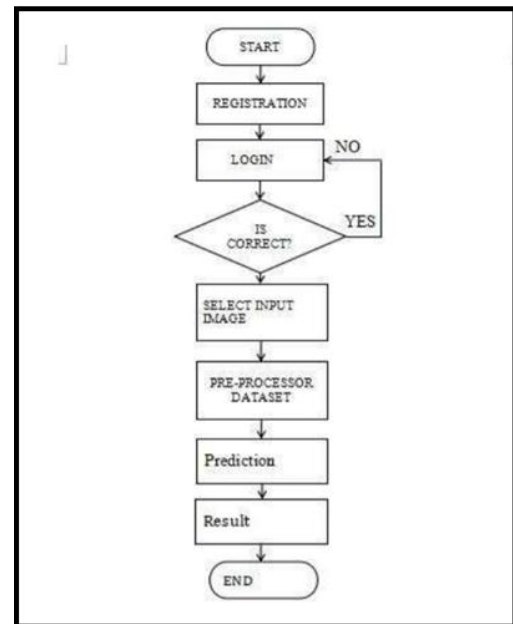 START
REGISTRATION
LOGIN
NO
IS
CORRECT?
YES
SELECT INPUT
IMAGE
PRE-PROCESSOR
DATASET
Prediction
Result
END